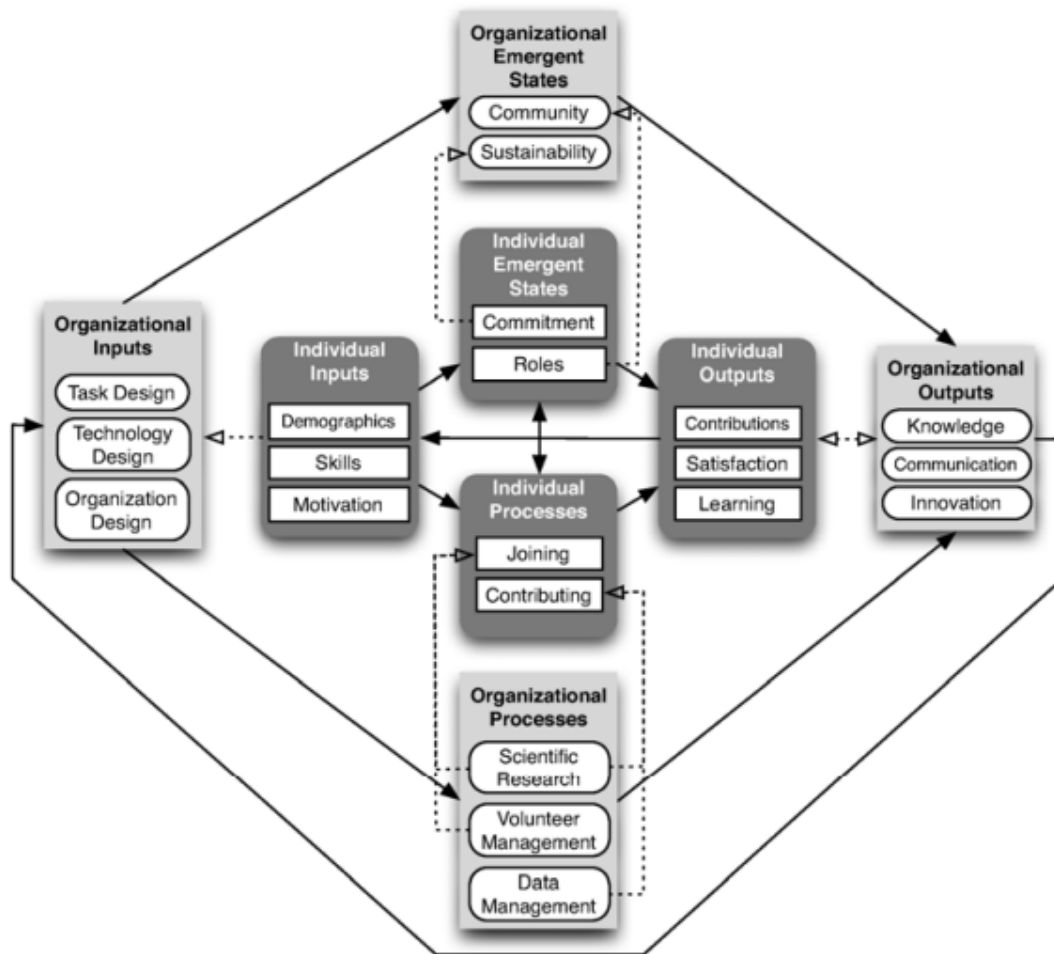 Organizational
Emergent
States
Community
Sustainability
Individual
Emergent
States
Commitment
Roles
Organizational
Inputs
Task Design
Technology
Design
Organization
Design
Individual
Inputs
Demographics
Skills
Motivation
Individual
Outputs
Contributions
Satisfaction
Learning
Organizational
Outputs
Knowledge
Communication
Innovation
Individual
Processes
Joining
Contributing
Organizational
Processes
Scientific
Research
Volunteer
Management
Data
Management